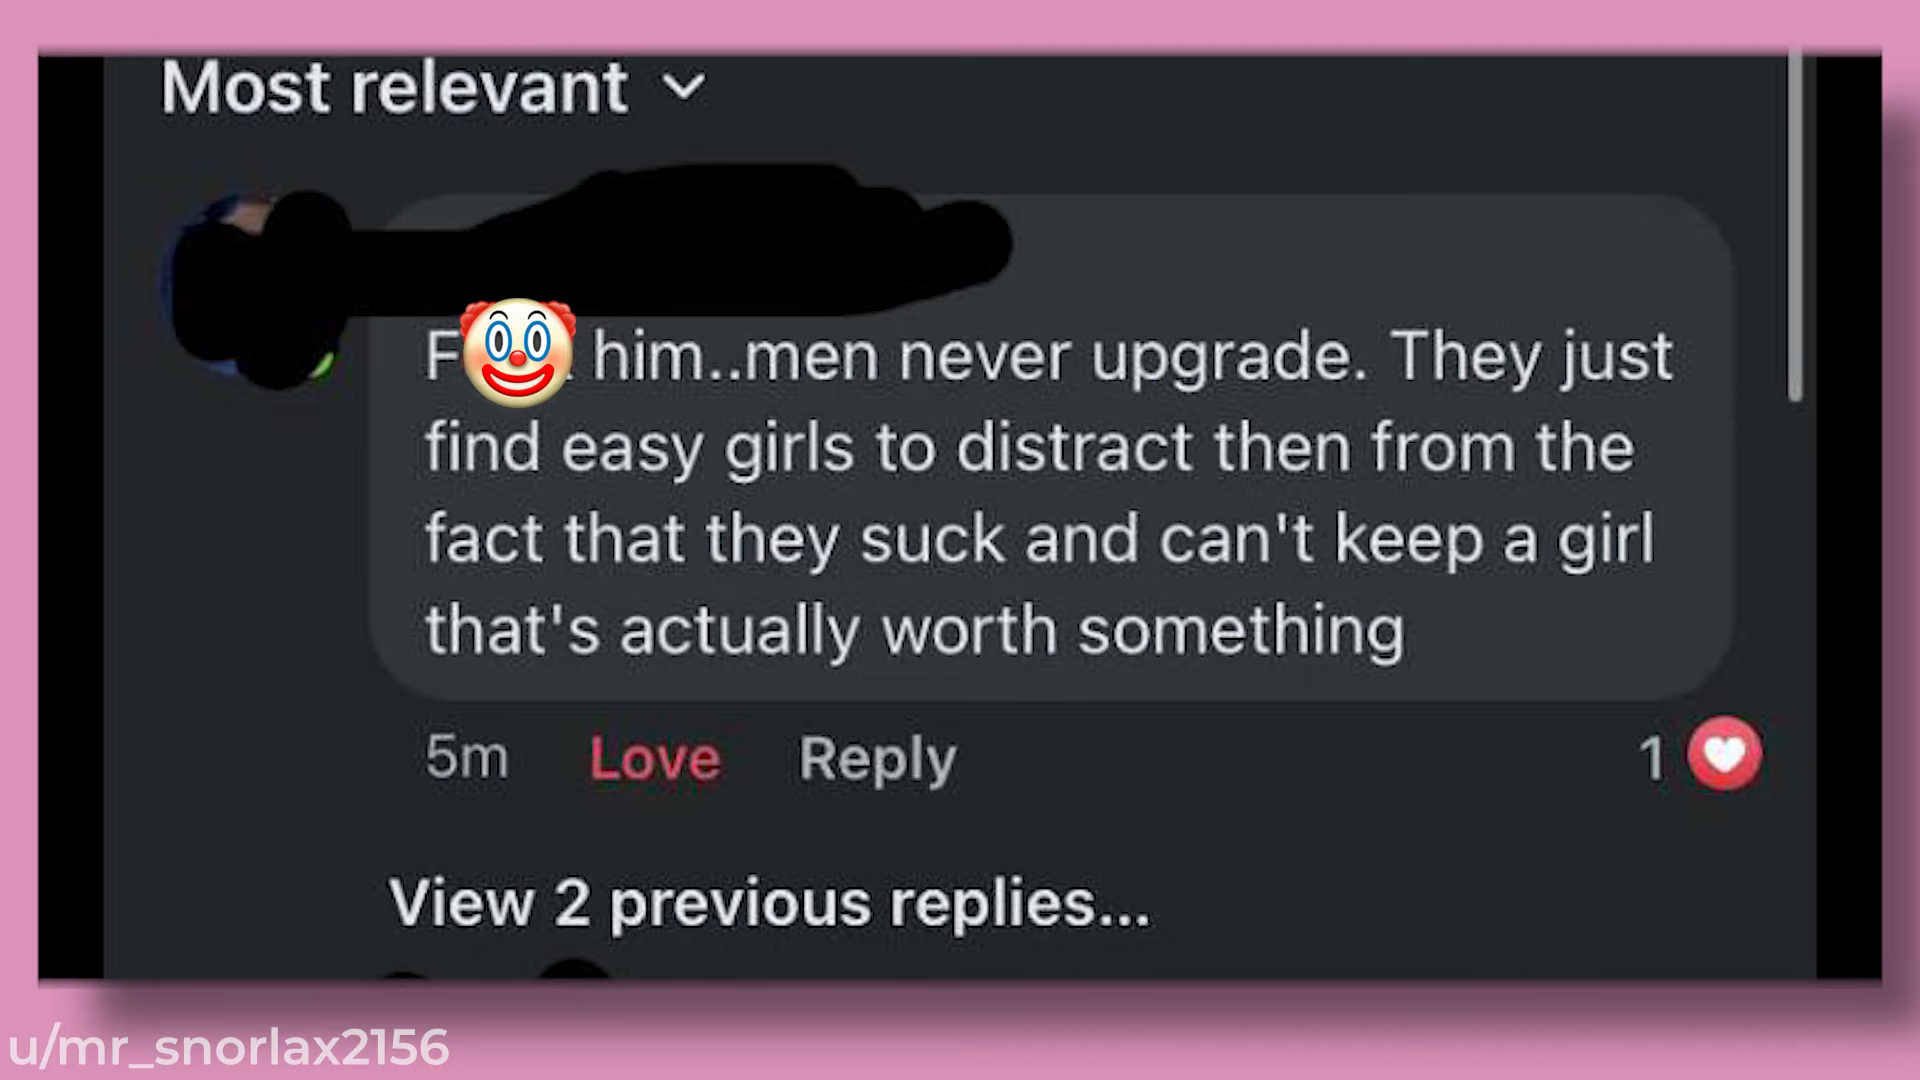 Most relevant
F🤡 him..men never upgrade. They just
find easy girls to distract then from the
fact that they suck and can't keep a girl
that's actually worth something
5m Love Reply 1
View 2 previous replies...
u/mr_snorlax2156